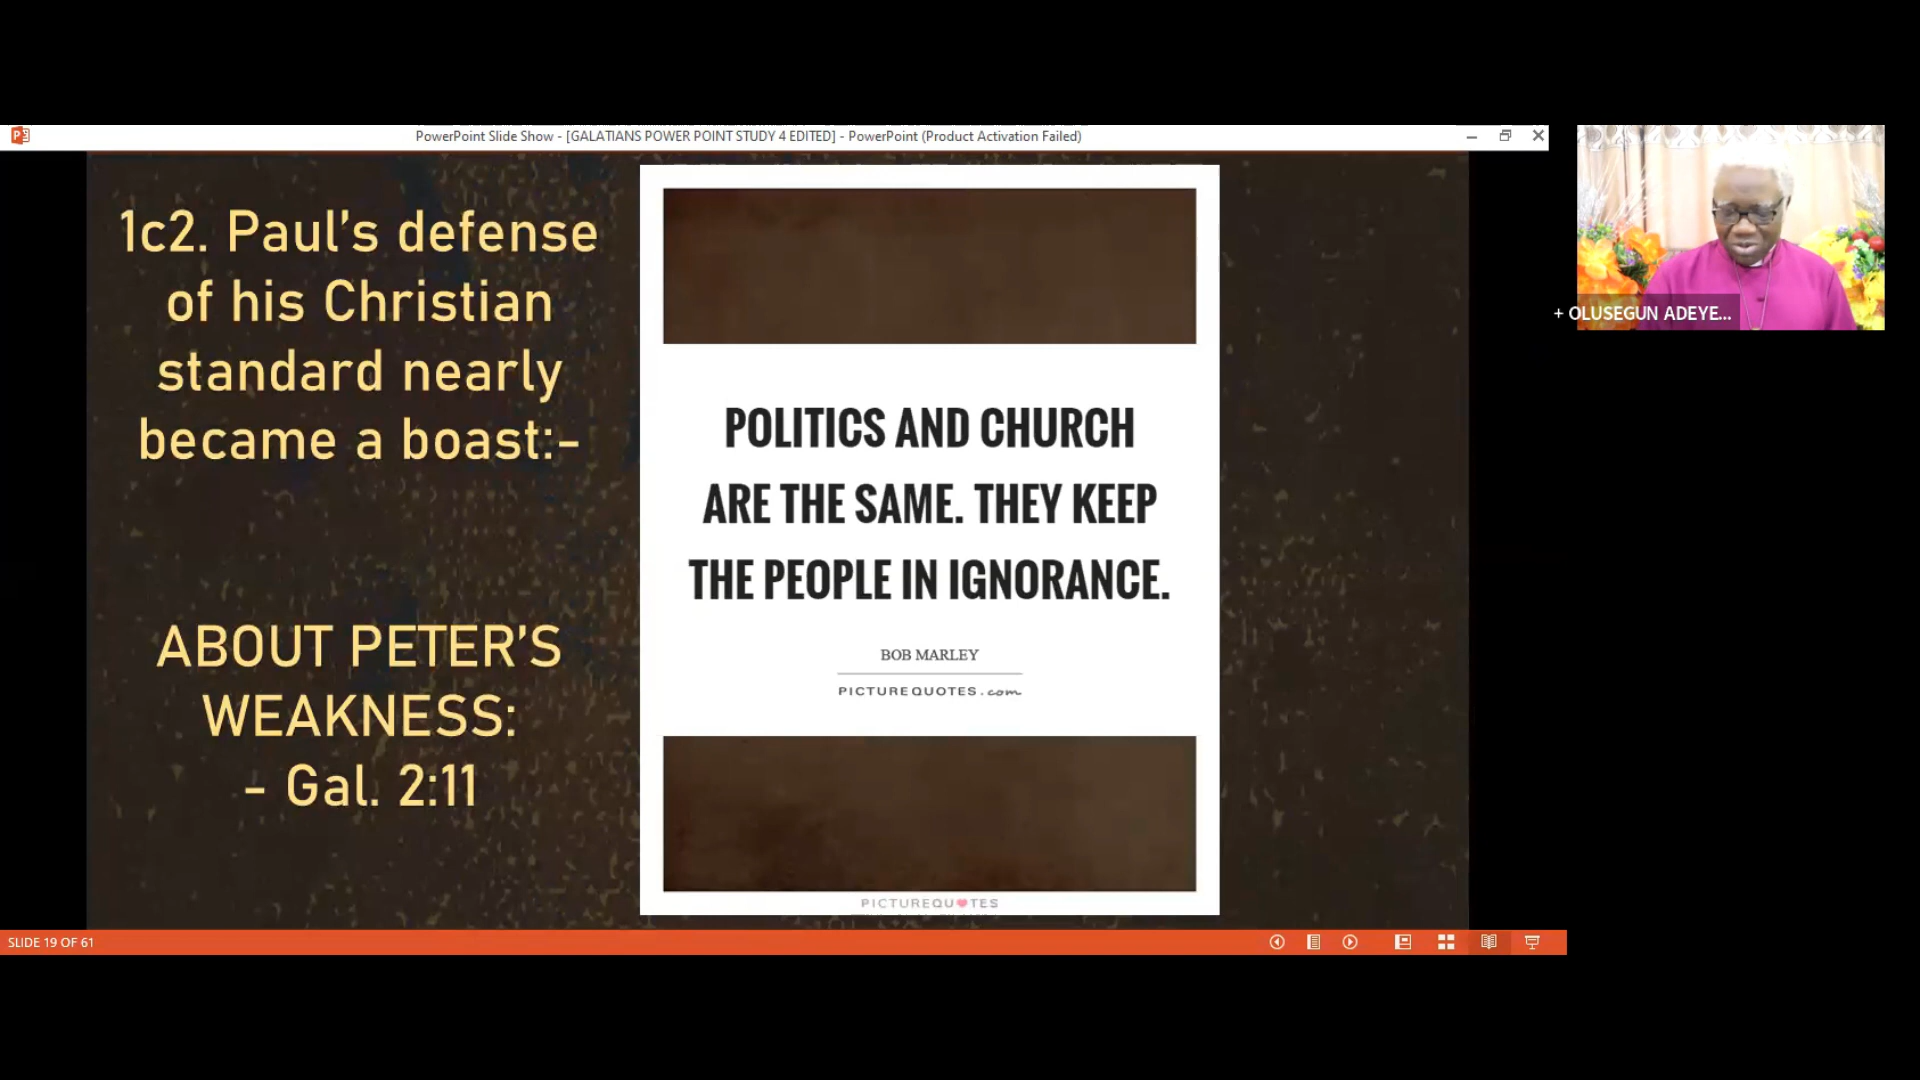 PowerPoint Slide Show - [GALATIANS POWER POINT STUDY 4 EDITED] - PowerPoint (Product Activation Failed)
1c2. Paul’s defense
of his Christian
standard nearly
became a boast:-
ABOUT PETER’S
WEAKNESS:
- Gal. 2:11
POLITICS AND CHURCH
ARE THE SAME. THEY KEEP
THE PEOPLE IN IGNORANCE.
BOB MARLEY
PICTUREQUOTES.com
PICTUREQU♥TES
+ OLUSEGUN ADEYE...
SLIDE 19 OF 61